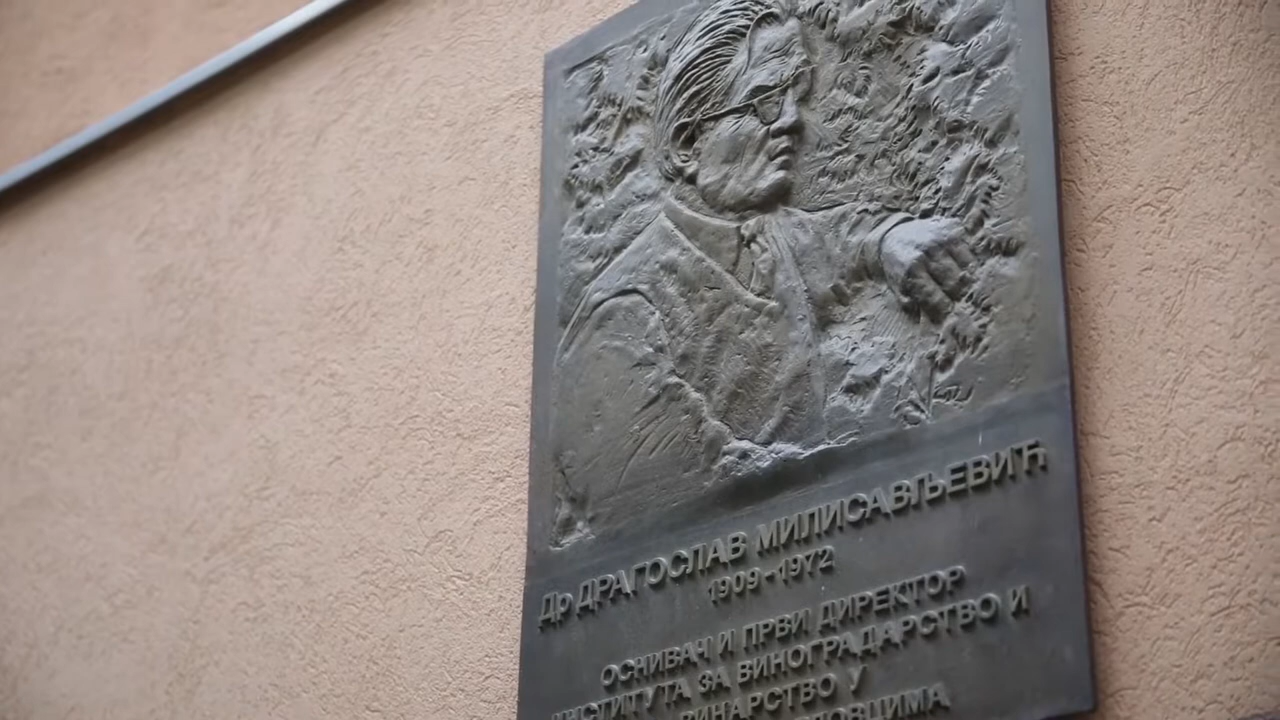 Др ДРАГОСЛАВ МИЛИСАВЉЕВИЋ
1909-1972
ОСНИВАЧ И ПРВИ ДИРЕКТОР
ИНСТИТУТА ЗА ВИНОГРАДАРСТВО И
ВИНАРСТВО У